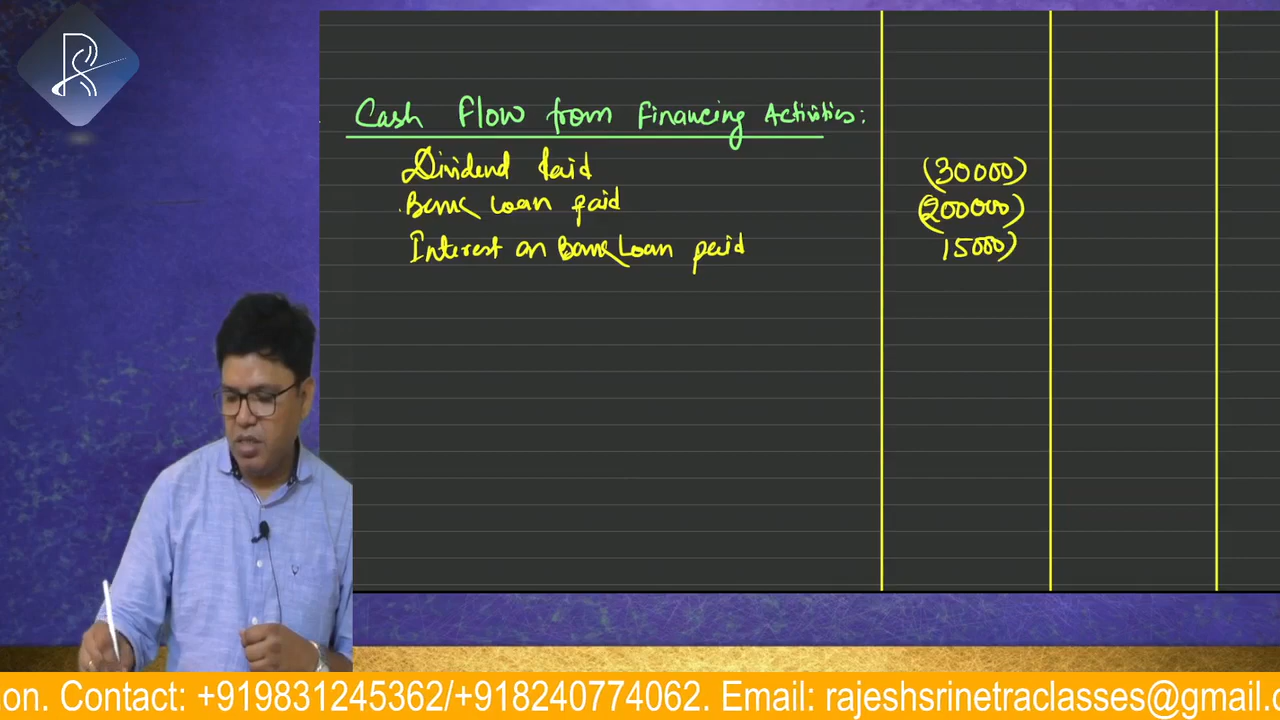 RS
Cash Flow from Financing Activities:
Dividend Paid (30000)
Bank Loan paid (200000)
Interest on Bank Loan paid 15000)
on. Contact: +919831245362/+918240774062. Email: rajeshsrinetraclasses@gmail.c